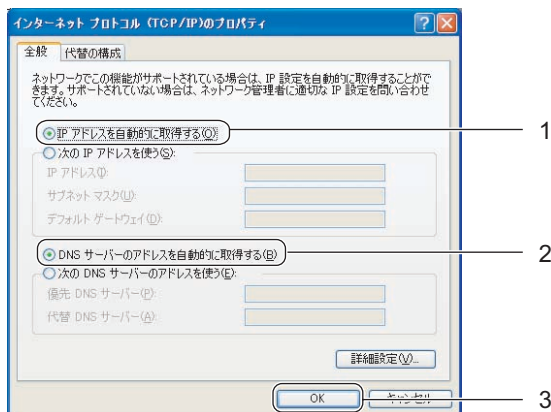 インターネット プロトコル (TCP/IP)のプロパティ
全般 代替の構成
ネットワークでこの機能がサポートされている場合は、IP 設定を自動的に取得することがで
きます。サポートされていない場合は、ネットワーク管理者に適切な IP 設定を問い合わせ
てください。
IP アドレスを自動的に取得する(O) 1
次の IP アドレスを使う(S):
IP アドレス(I):
サブネット マスク(U):
デフォルト ゲートウェイ(D):
DNS サーバーのアドレスを自動的に取得する(B) 2
次の DNS サーバーのアドレスを使う(E):
優先 DNS サーバー(P):
代替 DNS サーバー(A):
詳細設定(V)...
OK キャンセル 3